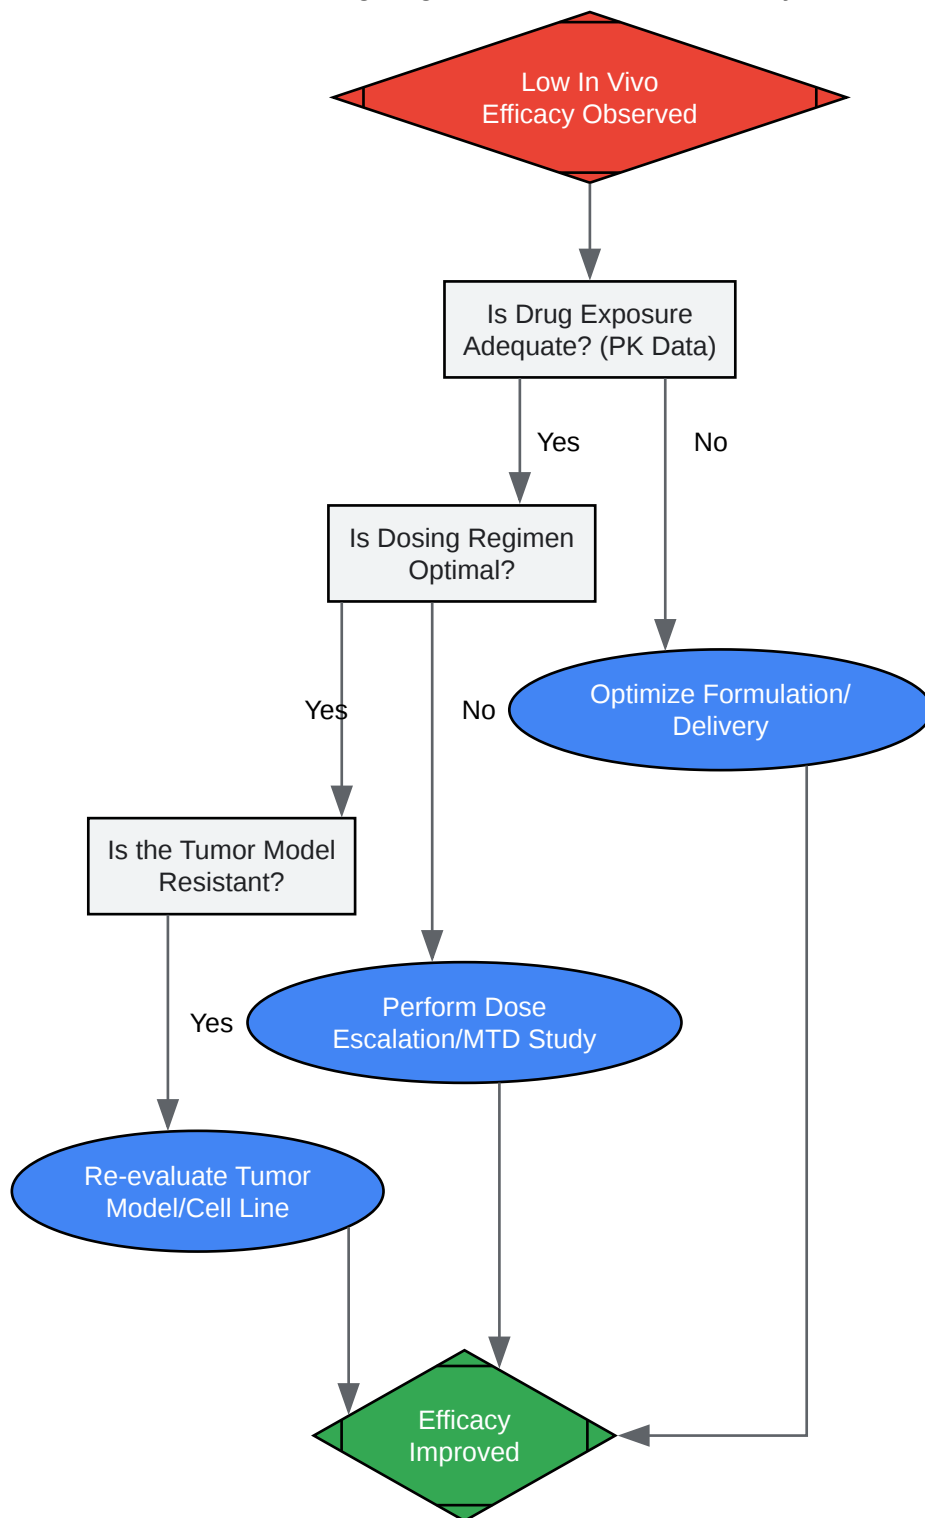 Low In Vivo
Efficacy Observed
Is Drug Exposure
Adequate? (PK Data)
Yes
No
Is Dosing Regimen
Optimal?
Yes
No
Optimize Formulation/
Delivery
Is the Tumor Model
Resistant?
Yes
Perform Dose
Escalation/MTD Study
Re-evaluate Tumor
Model/Cell Line
Efficacy
Improved